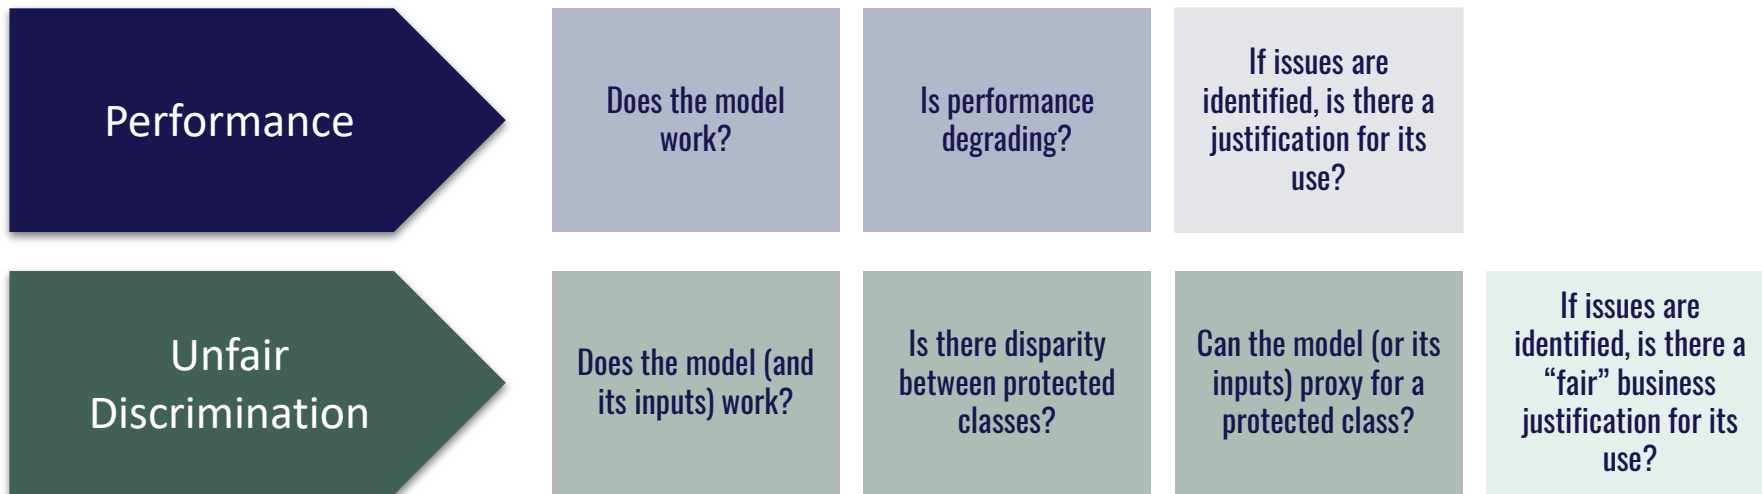 Performance
Does the model
work?
Is performance
degrading?
If issues are
identified, is there a
justification for its
use?
Unfair
Discrimination
Does the model (and
its inputs) work?
Is there disparity
between protected
classes?
Can the model (or its
inputs) proxy for a
protected class?
If issues are
identified, is there a
“fair” business
justification for its
use?